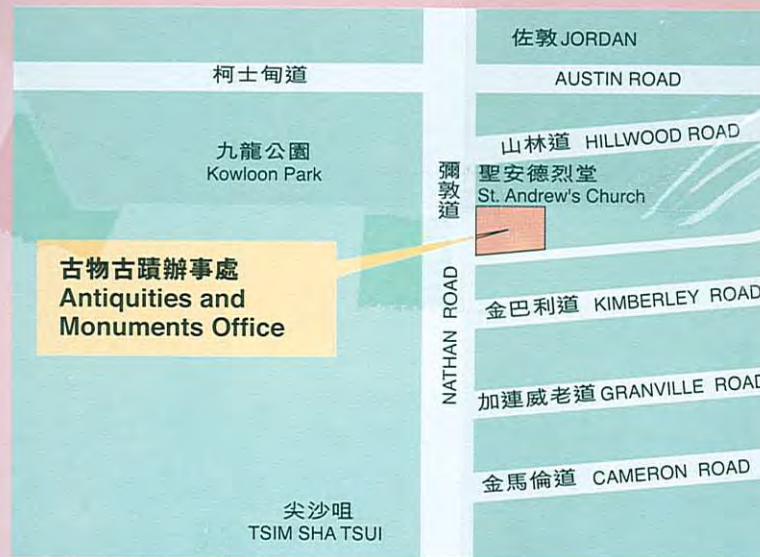 佐敦 JORDAN
柯士甸道
AUSTIN ROAD
山林道 HILLWOOD ROAD
九龍公園
Kowloon Park
彌敦道 NATHAN ROAD
聖安德烈堂
St. Andrew's Church
古物古蹟辦事處
Antiquities and
Monuments Office
金巴利道 KIMBERLEY ROAD
加連威老道 GRANVILLE ROAD
金馬倫道 CAMERON ROAD
尖沙咀
TSIM SHA TSUI